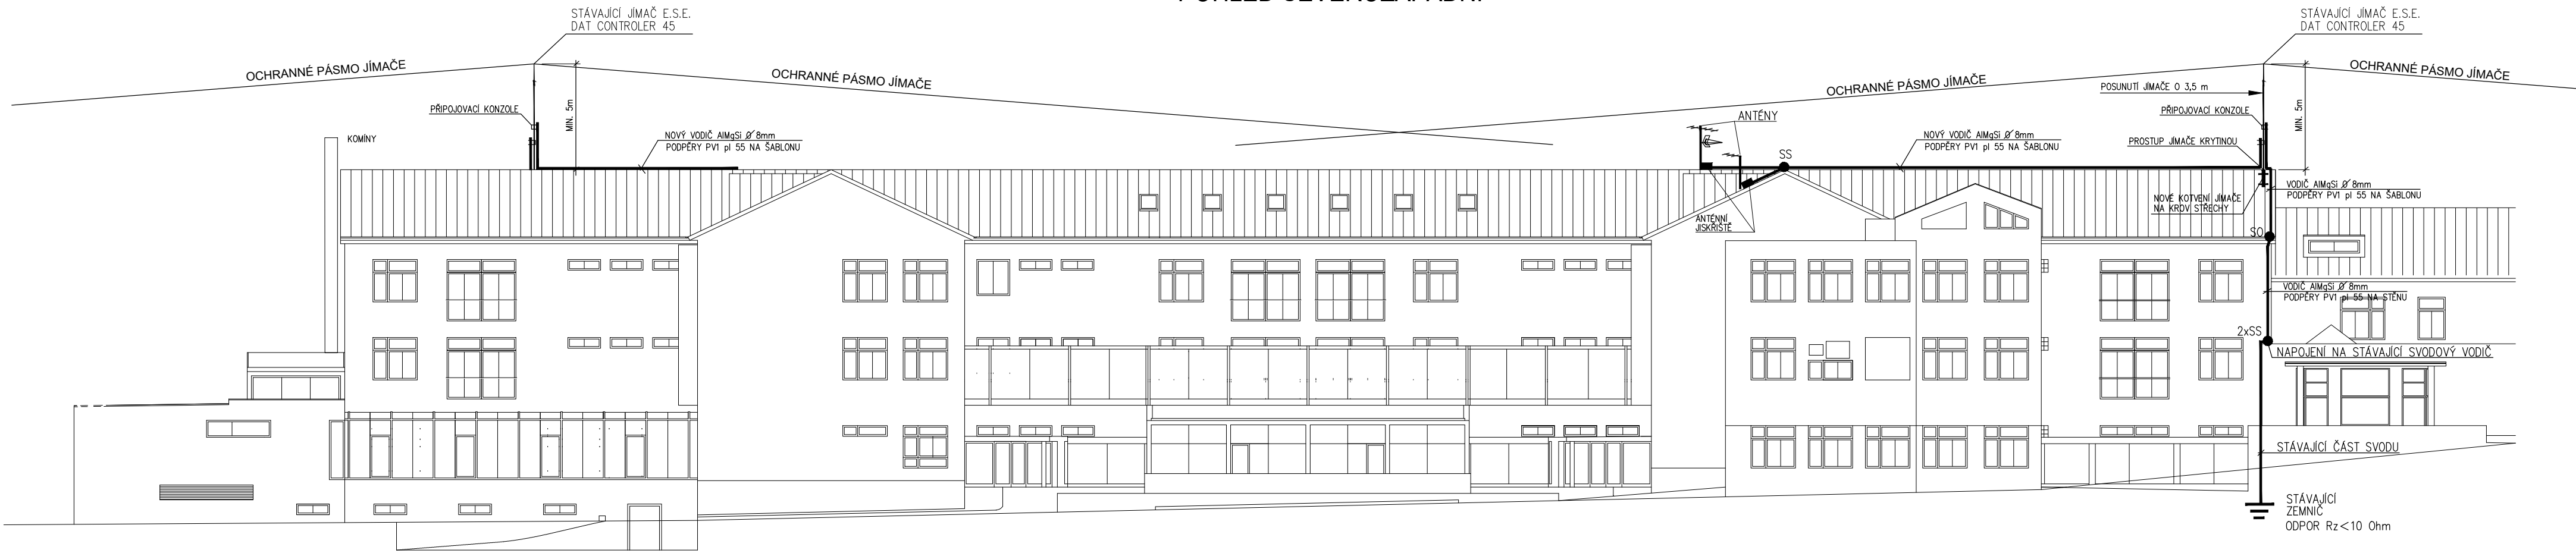 STÁVAJÍCÍ JÍMAČ E.S.E.
DAT CONTROLER 45
OCHRANNÉ PÁSMO JÍMAČE
OCHRANNÉ PÁSMO JÍMAČE
PŘIPOJOVACÍ KONZOLE
MIN. 5m
KOMÍNY
NOVÝ VODIČ AlMgSi Ø 8mm
PODPĚRY PV1 pl 55 NA ŠABLONU
STÁVAJÍCÍ JÍMAČ E.S.E.
DAT CONTROLER 45
OCHRANNÉ PÁSMO JÍMAČE
OCHRANNÉ PÁSMO JÍMAČE
POSUNUTÍ JÍMAČE O 3,5 m
PŘIPOJOVACÍ KONZOLE
MIN. 5m
ANTÉNY
SS
NOVÝ VODIČ AlMgSi Ø 8mm
PODPĚRY PV1 pl 55 NA ŠABLONU
PROSTUP JÍMAČE KRYTINOU
VODIČ AlMgSi Ø 8mm
PODPĚRY PV1 pl 55 NA ŠABLONU
NOVÉ KOTVENÍ JÍMAČE
NA KROV STŘECHY
ANTÉNNÍ
JISKŘIŠTĚ
SO
VODIČ AlMgSi Ø 8mm
PODPĚRY PV1 pl 55 NA STĚNU
2xSS
NAPOJENÍ NA STÁVAJÍCÍ SVODOVÝ VODIČ
STÁVAJÍCÍ ČÁST SVODU
STÁVAJÍCÍ
ZEMNIČ
ODPOR Rz<10 Ohm